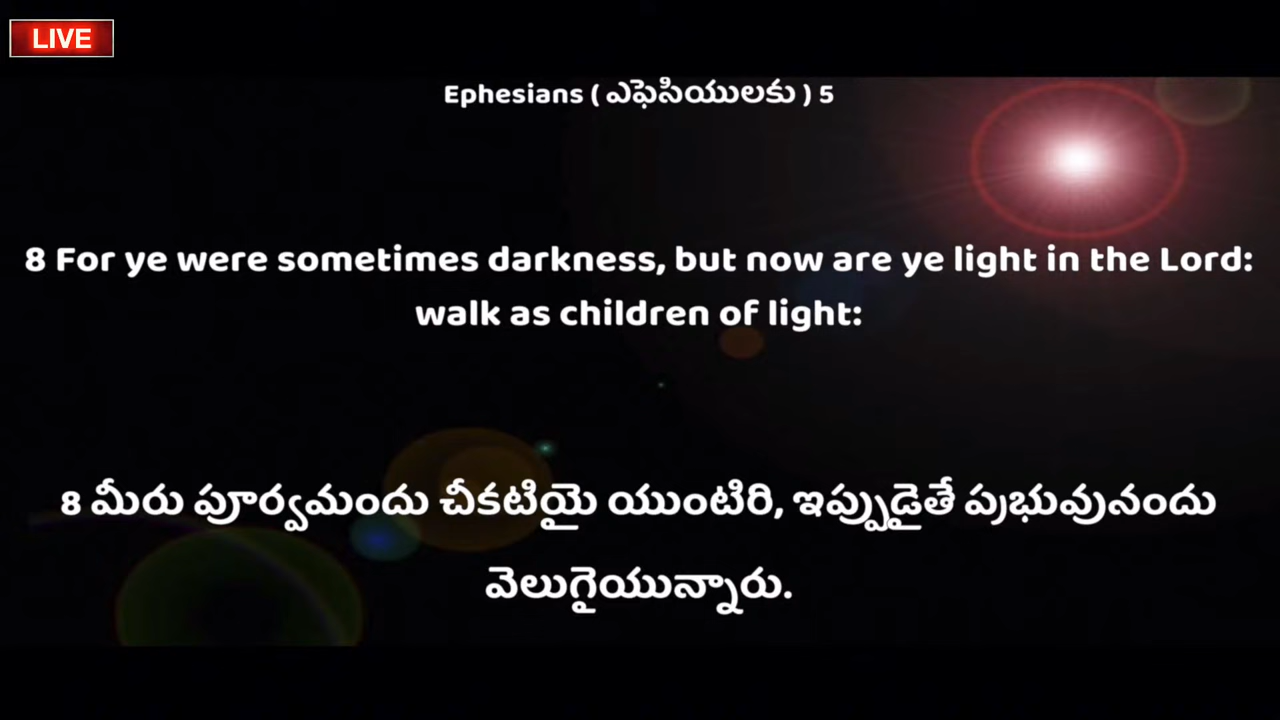 LIVE
Ephesians ( ఎఫెసియులకు ) 5
8 For ye were sometimes darkness, but now are ye light in the Lord:
walk as children of light:
8 మీరు పూర్వమందు చీకటియై యుంటిరి, ఇప్పుడైతే ప్రభువునందు
వెలుగైయున్నారు.